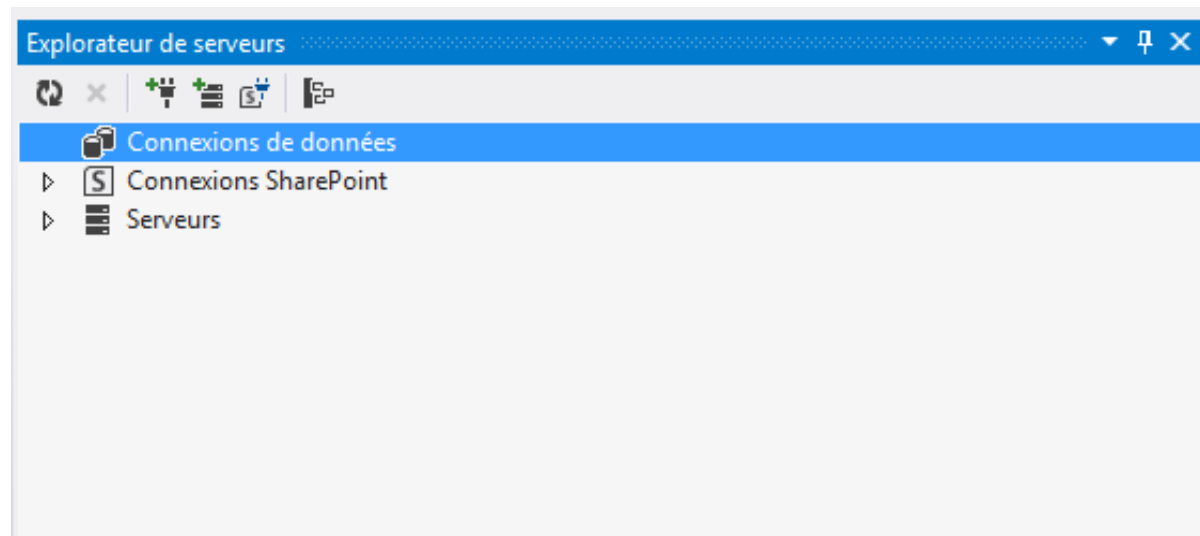 Explorateur de serveurs
Connexions de données
Connexions SharePoint
Serveurs